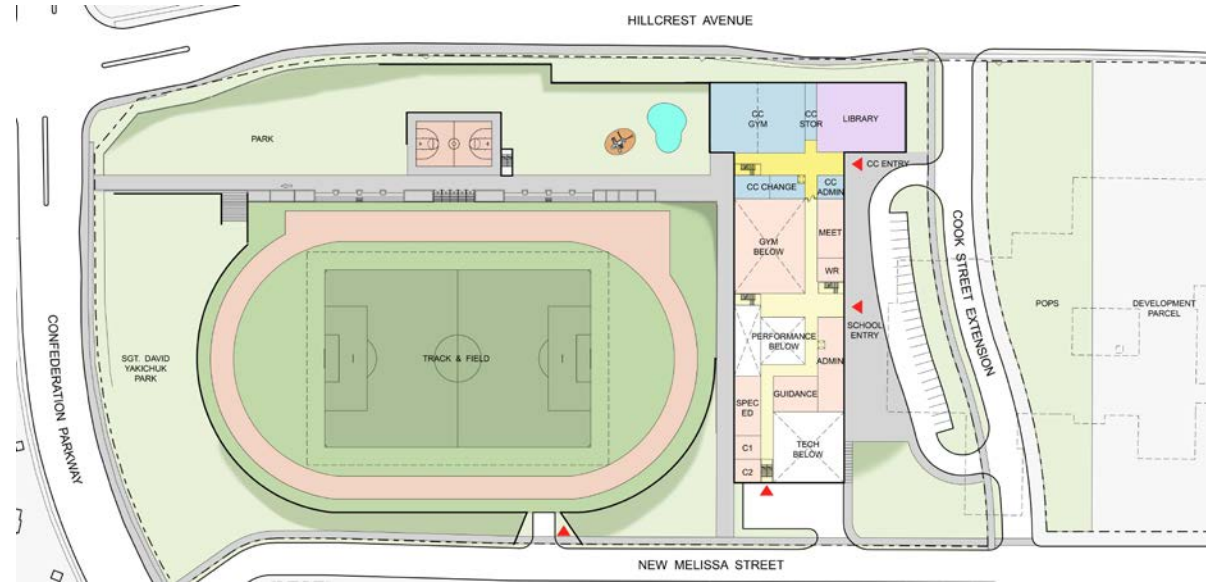 HILLCREST AVENUE
PARK
CC
GYM
CC
STOR
LIBRARY
CC ENTRY
CC CHANGE
CC
ADMIN
GYM
BELOW
MEET
WR
SCHOOL
ENTRY
PERFORMANCE
BELOW
ADMIN
GUIDANCE
SPEC
ED
C1
C2
TECH
BELOW
TRACK & FIELD
SGT. DAVID
YAKICHUK
PARK
CONFEDERATION PARKWAY
COOK STREET EXTENSION
POPS
DEVELOPMENT
PARCEL
NEW MELISSA STREET